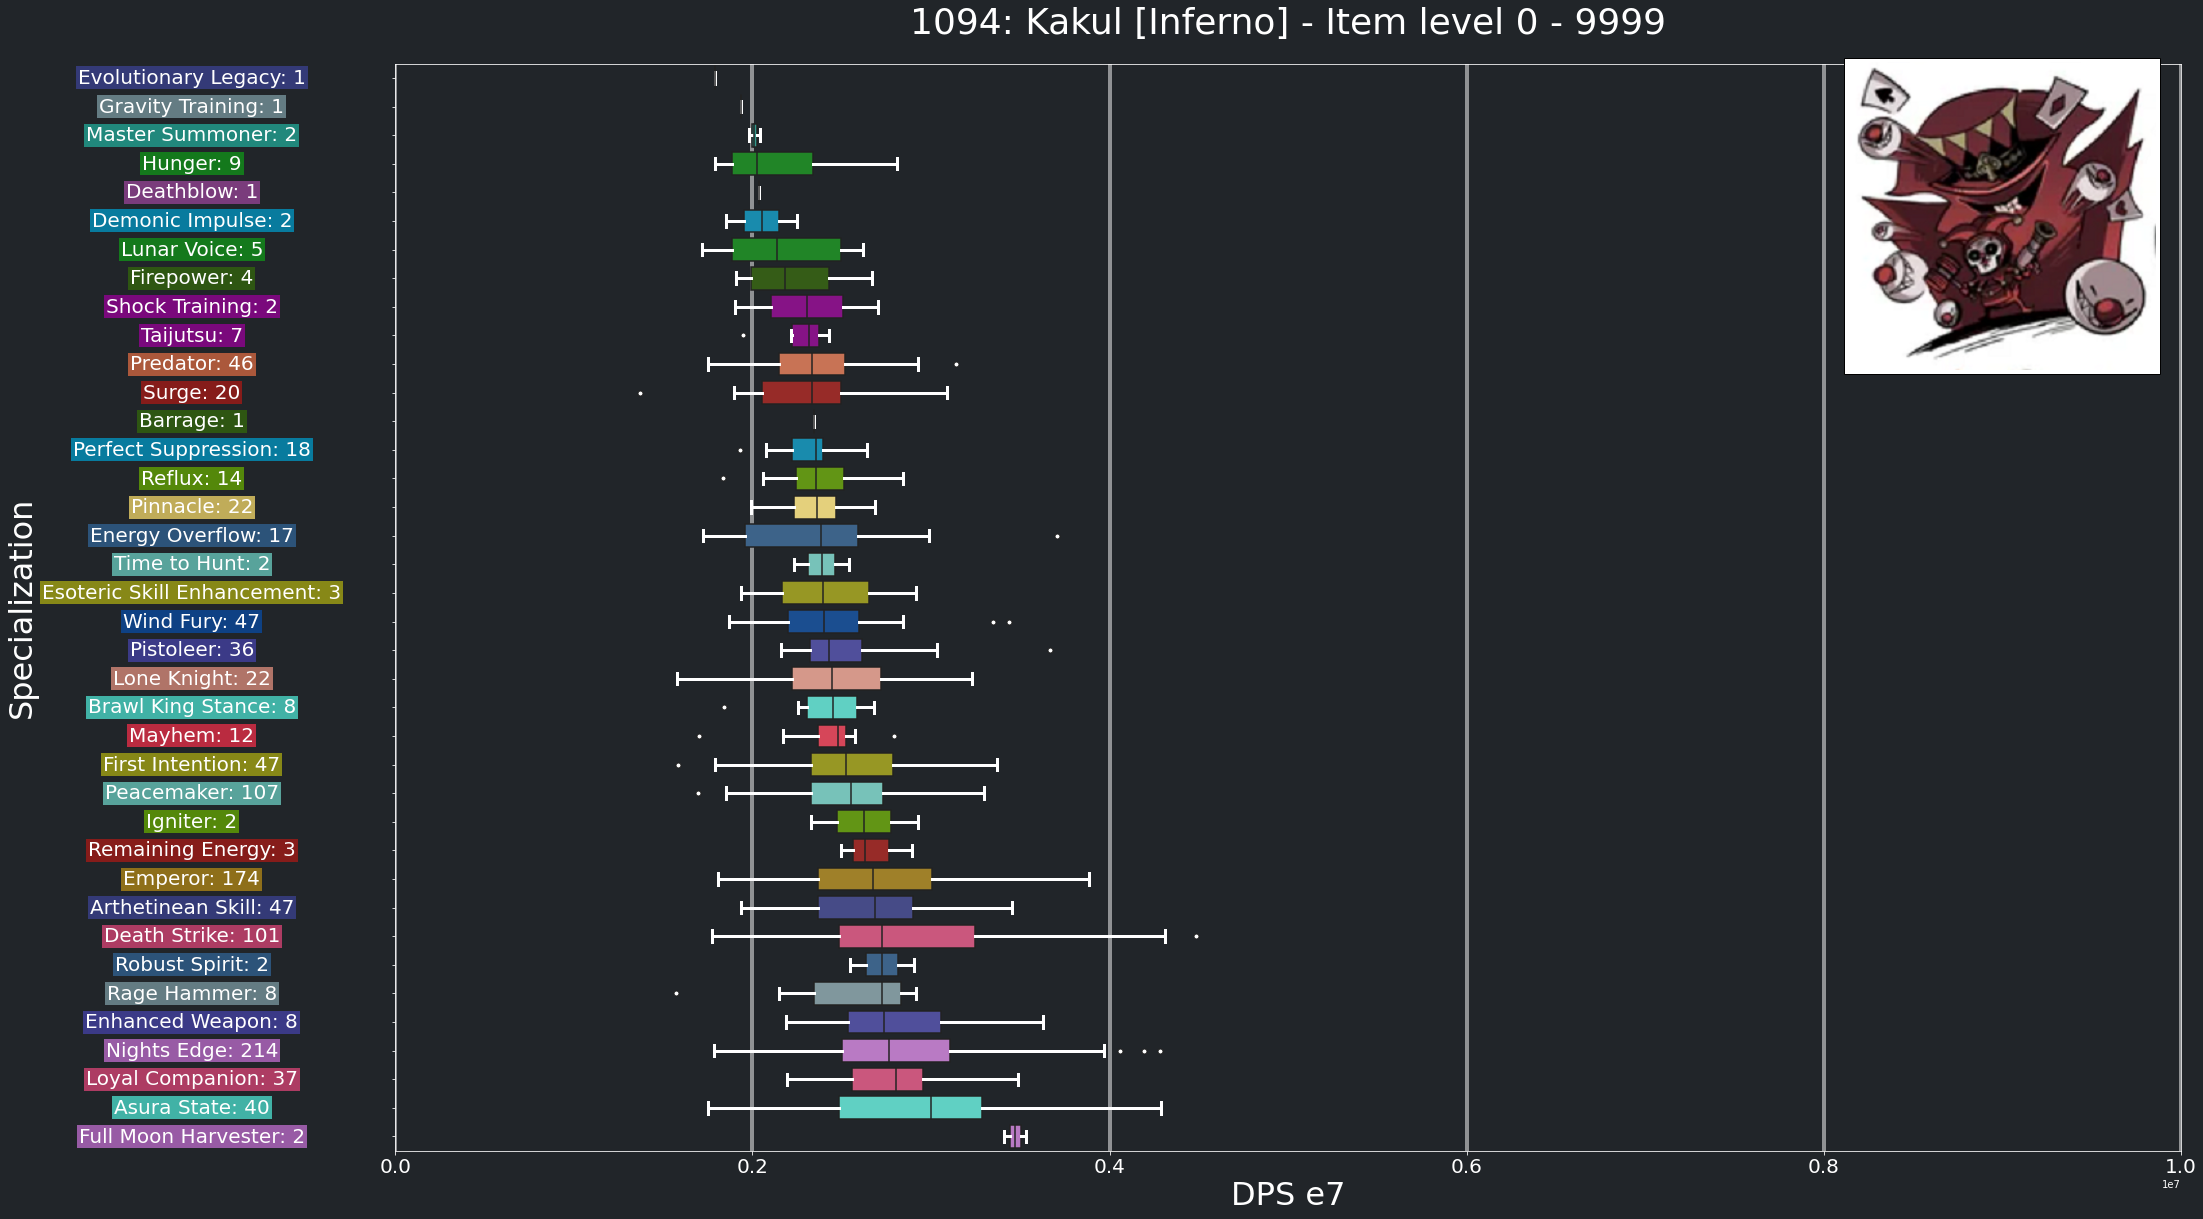 1094: Kakul [Inferno] - Item level 0 - 9999
Specialization
Evolutionary Legacy: 1
Gravity Training: 1
Master Summoner: 2
Hunger: 9
Deathblow: 1
Demonic Impulse: 2
Lunar Voice: 5
Firepower: 4
Shock Training: 2
Taijutsu: 7
Predator: 46
Surge: 20
Barrage: 1
Perfect Suppression: 18
Reflux: 14
Pinnacle: 22
Energy Overflow: 17
Time to Hunt: 2
Esoteric Skill Enhancement: 3
Wind Fury: 47
Pistoleer: 36
Lone Knight: 22
Brawl King Stance: 8
Mayhem: 12
First Intention: 47
Peacemaker: 107
Igniter: 2
Remaining Energy: 3
Emperor: 174
Arthetinean Skill: 47
Death Strike: 101
Robust Spirit: 2
Rage Hammer: 8
Enhanced Weapon: 8
Nights Edge: 214
Loyal Companion: 37
Asura State: 40
Full Moon Harvester: 2
0.0 0.2 0.4 0.6 0.8 1.0
1e7
DPS e7